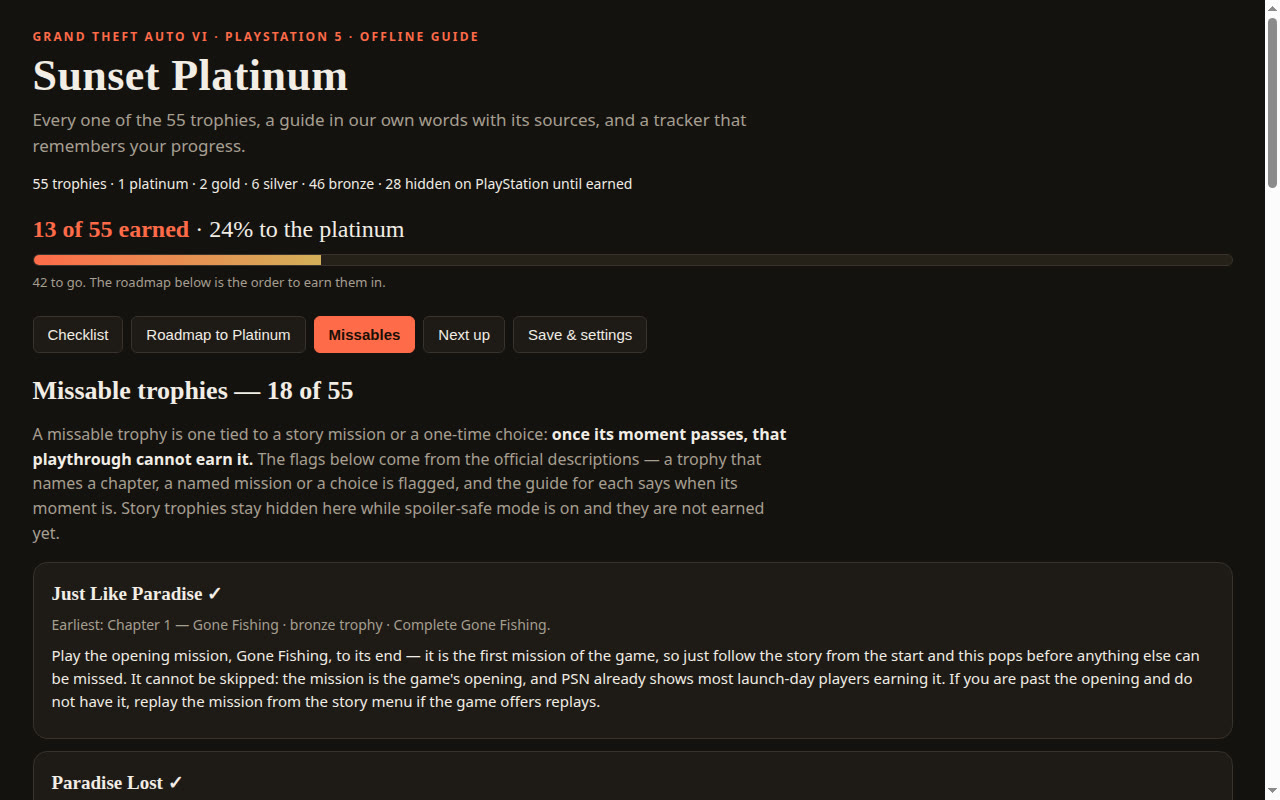 GRAND THEFT AUTO VI · PLAYSTATION 5 · OFFLINE GUIDE
Sunset Platinum
Every one of the 55 trophies, a guide in our own words with its sources, and a tracker that
remembers your progress.
55 trophies · 1 platinum · 2 gold · 6 silver · 46 bronze · 28 hidden on PlayStation until earned
13 of 55 earned · 24% to the platinum
42 to go. The roadmap below is the order to earn them in.
Checklist Roadmap to Platinum Missables Next up Save & settings
Missable trophies — 18 of 55
A missable trophy is one tied to a story mission or a one-time choice: once its moment passes, that
playthrough cannot earn it. The flags below come from the official descriptions — a trophy that
names a chapter, a named mission or a choice is flagged, and the guide for each says when its
moment is. Story trophies stay hidden here while spoiler-safe mode is on and they are not earned
yet.
Just Like Paradise ✓
Earliest: Chapter 1 — Gone Fishing · bronze trophy · Complete Gone Fishing.
Play the opening mission, Gone Fishing, to its end — it is the first mission of the game, so just follow the story from the start and this pops before anything else can
be missed. It cannot be skipped: the mission is the game's opening, and PSN already shows most launch-day players earning it. If you are past the opening and do
not have it, replay the mission from the story menu if the game offers replays.
Paradise Lost ✓